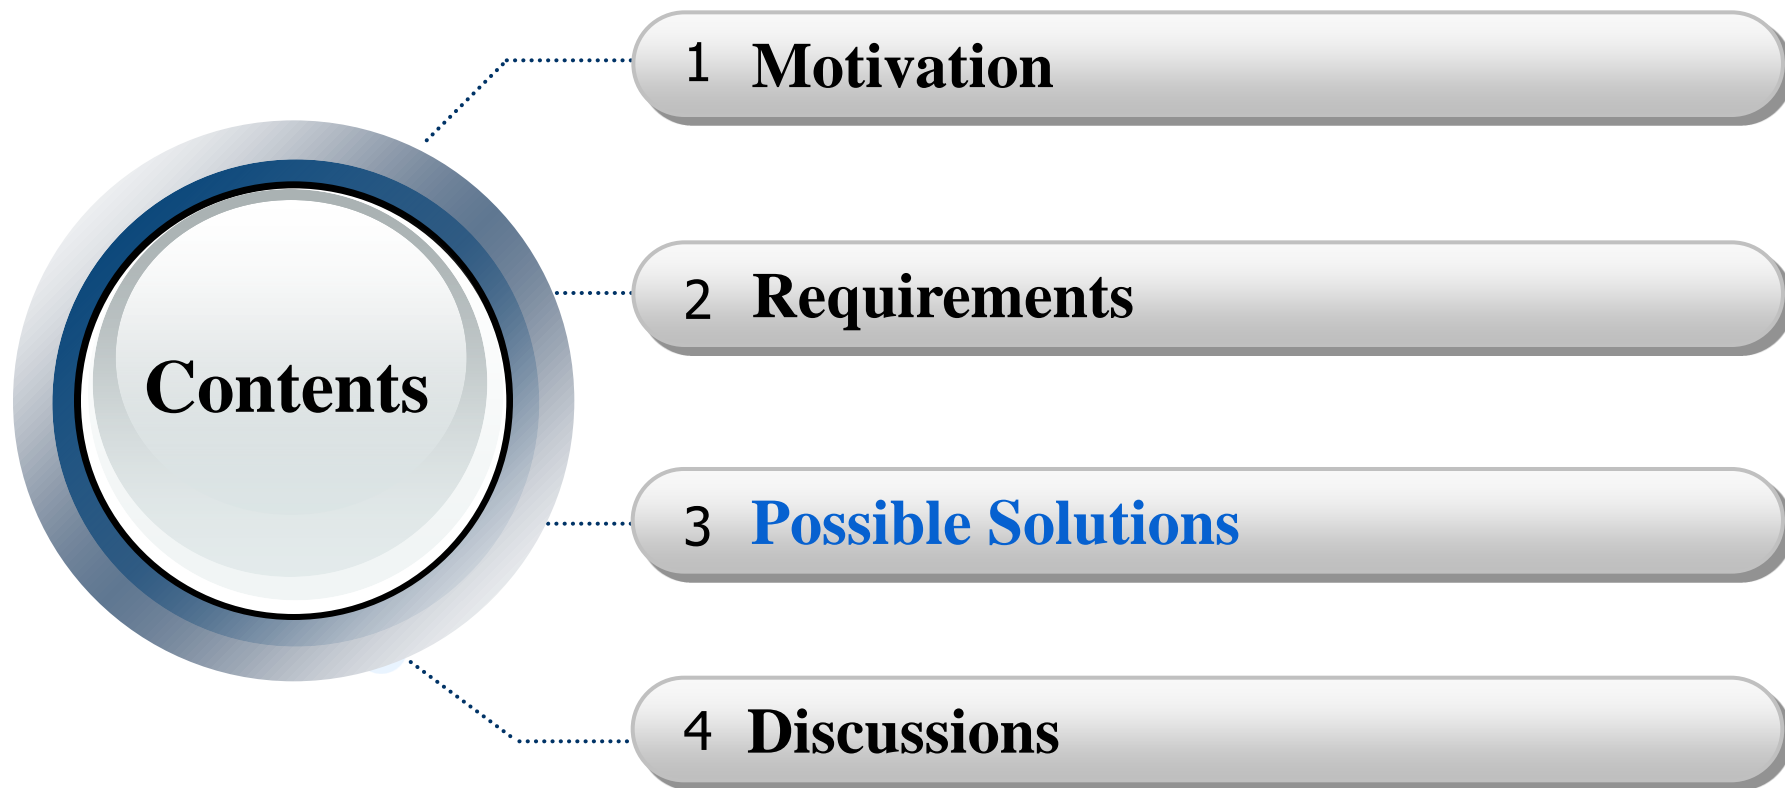 Contents
1 Motivation
2 Requirements
3 Possible Solutions
4 Discussions